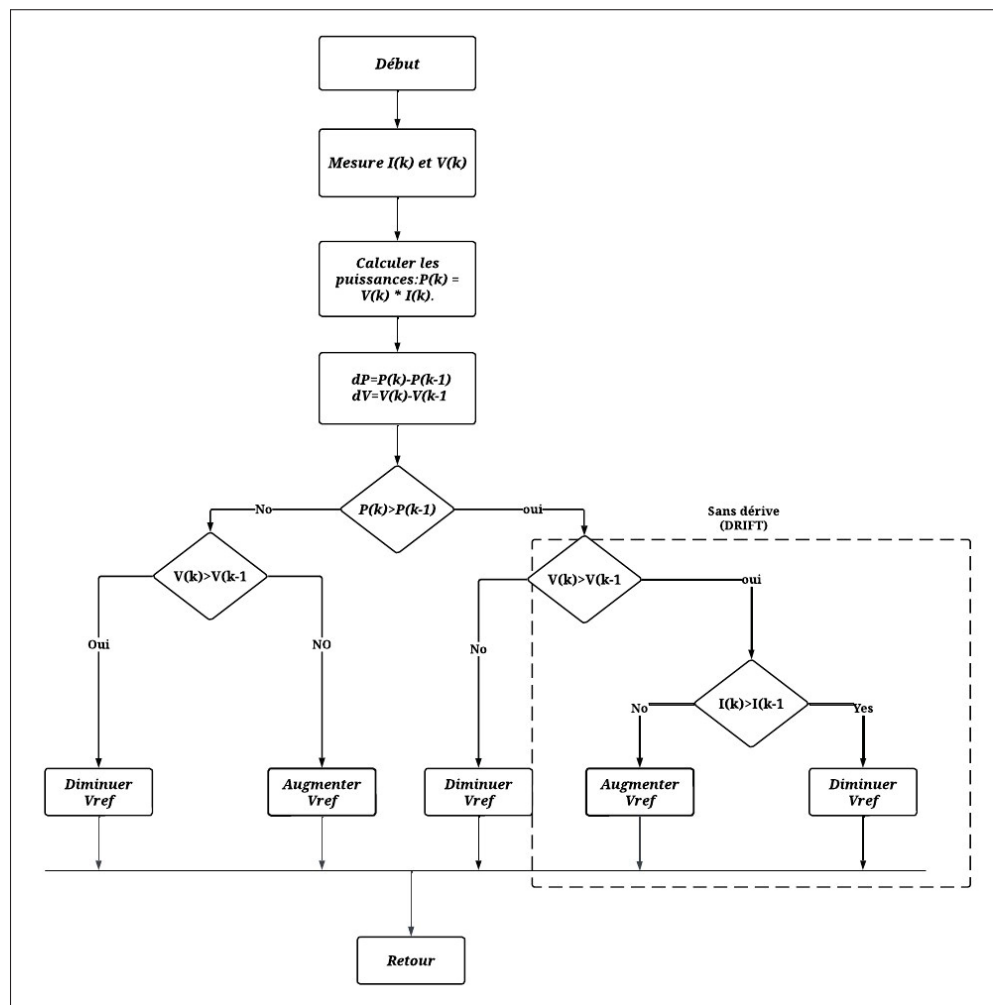 Début
Mesure I(k) et V(k)
Calculer les
puissances:P(k) =
V(k) * I(k).
dP=P(k)-P(k-1)
dV=V(k)-V(k-1
P(k)>P(k-1)
No
oui
Sans dérive
(DRIFT)
V(k)>V(k-1
V(k)>V(k-1
oui
Oui
NO
No
I(k)>I(k-1
No
Yes
Diminuer
Vref
Augmenter
Vref
Diminuer
Vref
Augmenter
Vref
Diminuer
Vref
Retour